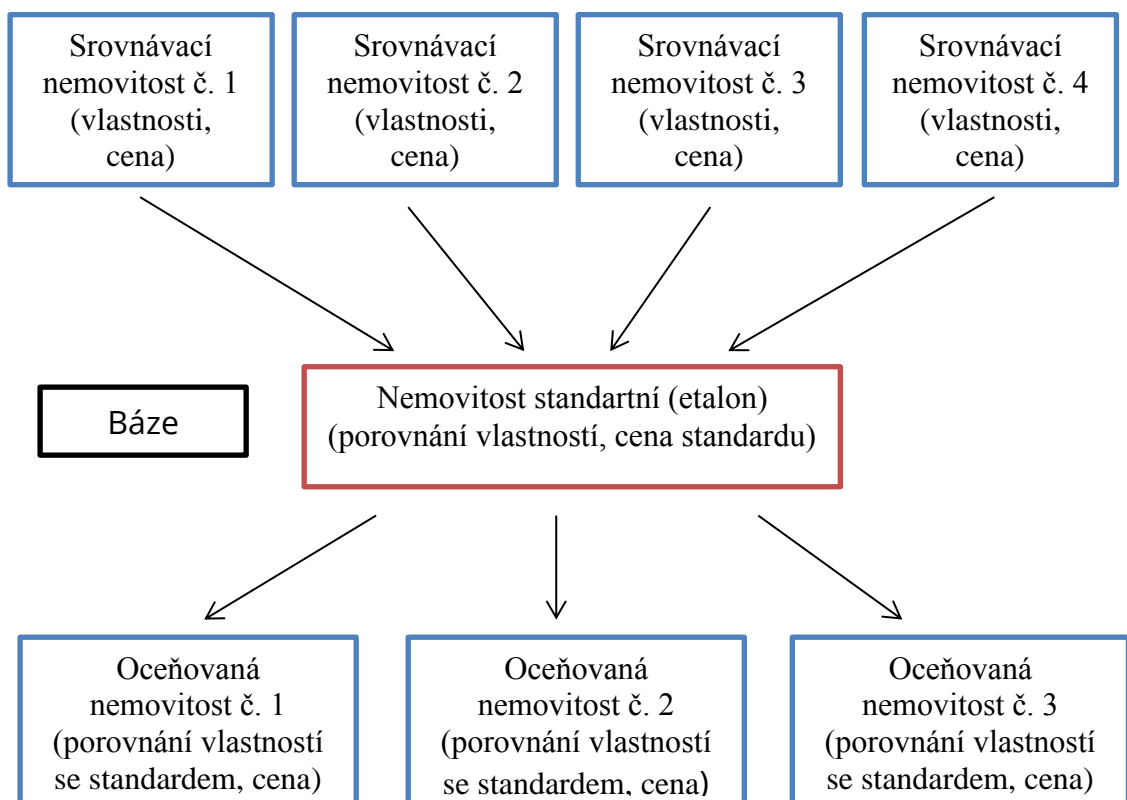 Srovnávací
nemovitost č. 1
(vlastnosti,
cena)
Srovnávací
nemovitost č. 2
(vlastnosti,
cena)
Srovnávací
nemovitost č. 3
(vlastnosti,
cena)
Srovnávací
nemovitost č. 4
(vlastnosti,
cena)
Báze
Nemovitost standartní (etalon)
(porovnání vlastností, cena standardu)
Oceňovaná
nemovitost č. 1
(porovnání vlastností
se standardem, cena)
Oceňovaná
nemovitost č. 2
(porovnání vlastností
se standardem, cena)
Oceňovaná
nemovitost č. 3
(porovnání vlastností
se standardem, cena)